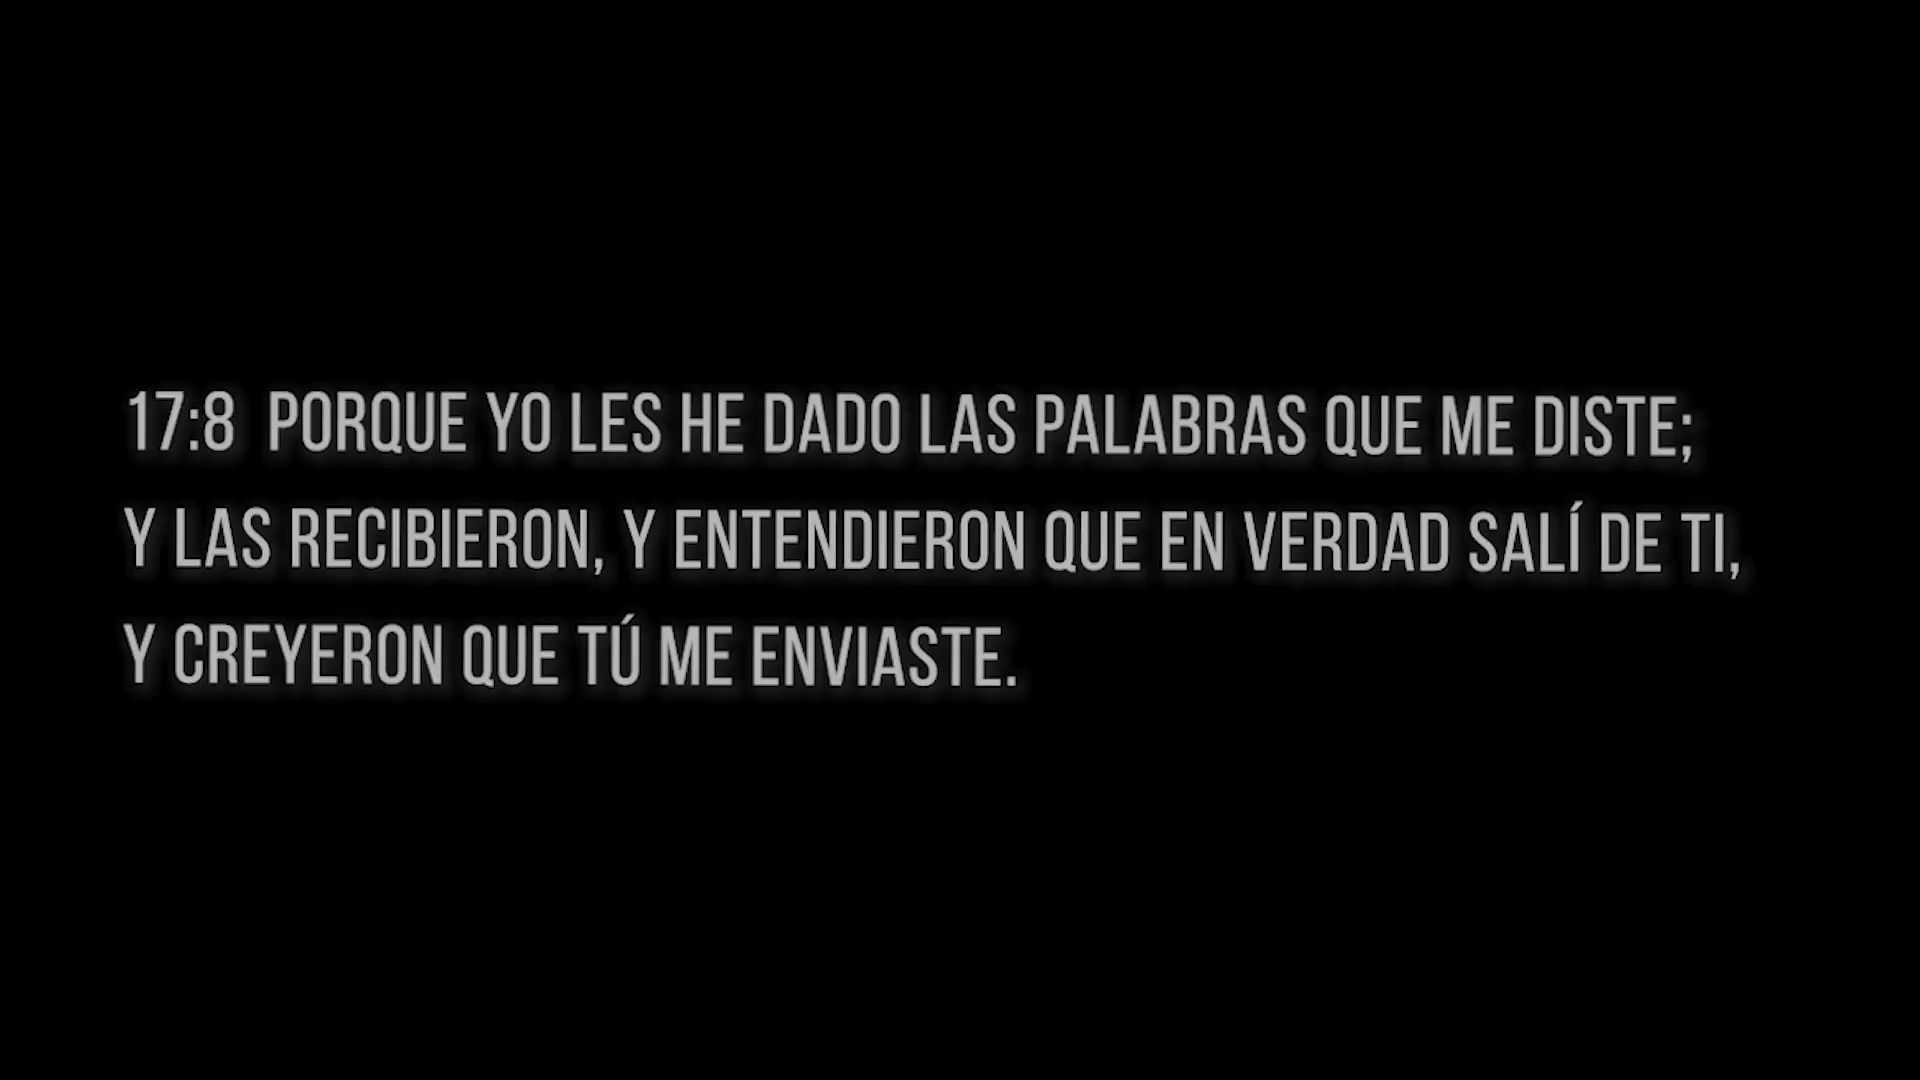 17:8 PORQUE YO LES HE DADO LAS PALABRAS QUE ME DISTE;
Y LAS RECIBIERON, Y ENTENDIERON QUE EN VERDAD SALÍ DE TI,
Y CREYERON QUE TÚ ME ENVIASTE.